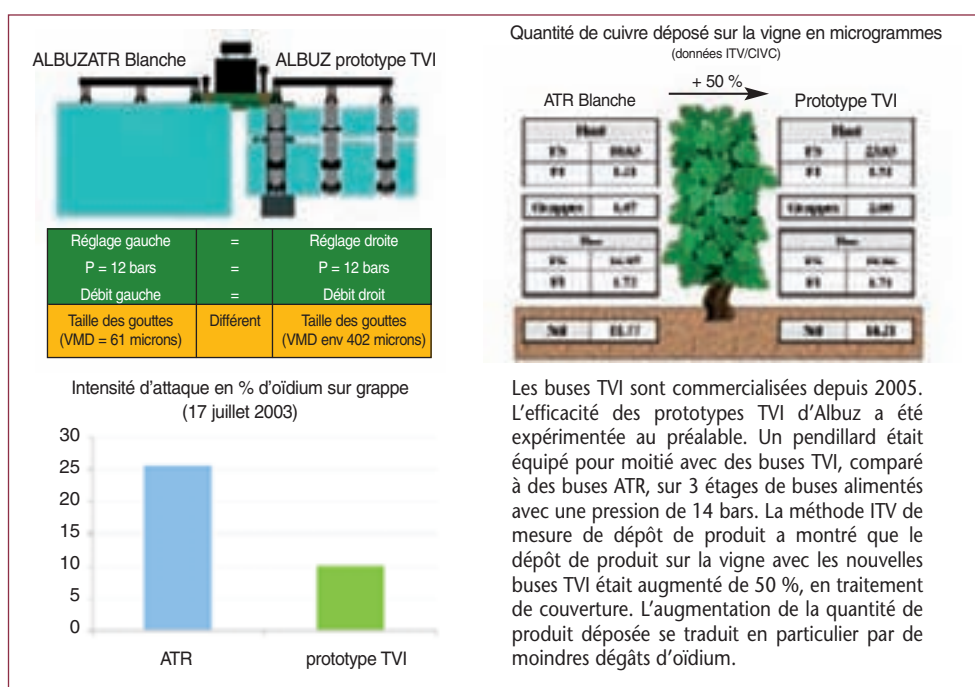 ALBUZATR Blanche
ALBUZ prototype TVI
Réglage gauche = Réglage droite
P = 12 bars = P = 12 bars
Débit gauche = Débit droit
Taille des gouttes (VMD = 61 microns) Différent Taille des gouttes (VMD env 402 microns)
Quantité de cuivre déposé sur la vigne en microgrammes
(données ITV/CIVC)
+ 50 %
ATR Blanche
Prototype TVI
Haut
Haut
Grappes
Grappes
Sol
Sol
Intensité d'attaque en % d'oïdium sur grappe
(17 juillet 2003)
30
25
20
15
10
5
0
ATR
prototype TVI
Les buses TVI sont commercialisées depuis 2005.
L'efficacité des prototypes TVI d'Albuz a été
expérimentée au préalable. Un pendillard était
équipé pour moitié avec des buses TVI, comparé
à des buses ATR, sur 3 étages de buses alimentés
avec une pression de 14 bars. La méthode ITV de
mesure de dépôt de produit a montré que le
dépôt de produit sur la vigne avec les nouvelles
buses TVI était augmenté de 50 %, en traitement
de couverture. L'augmentation de la quantité de
produit déposée se traduit en particulier par de
moindres dégâts d'oïdium.